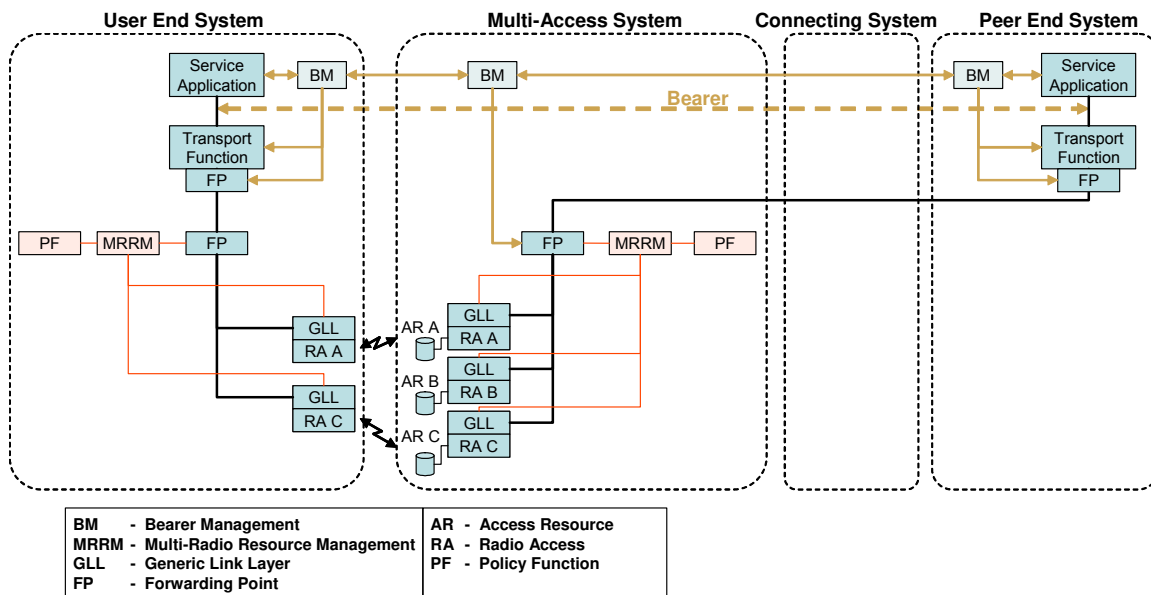 User End System
Multi-Access System
Connecting System
Peer End System
Service
Application
BM
BM
BM
Service
Application
Bearer
Transport
Function
FP
Transport
Function
FP
PF
MRRM
FP
FP
MRRM
PF
GLL
RA A
AR A
GLL
RA A
GLL
RA C
AR B
GLL
RA B
AR C
GLL
RA C
BM - Bearer Management
MRRM - Multi-Radio Resource Management
GLL - Generic Link Layer
FP - Forwarding Point
AR - Access Resource
RA - Radio Access
PF - Policy Function